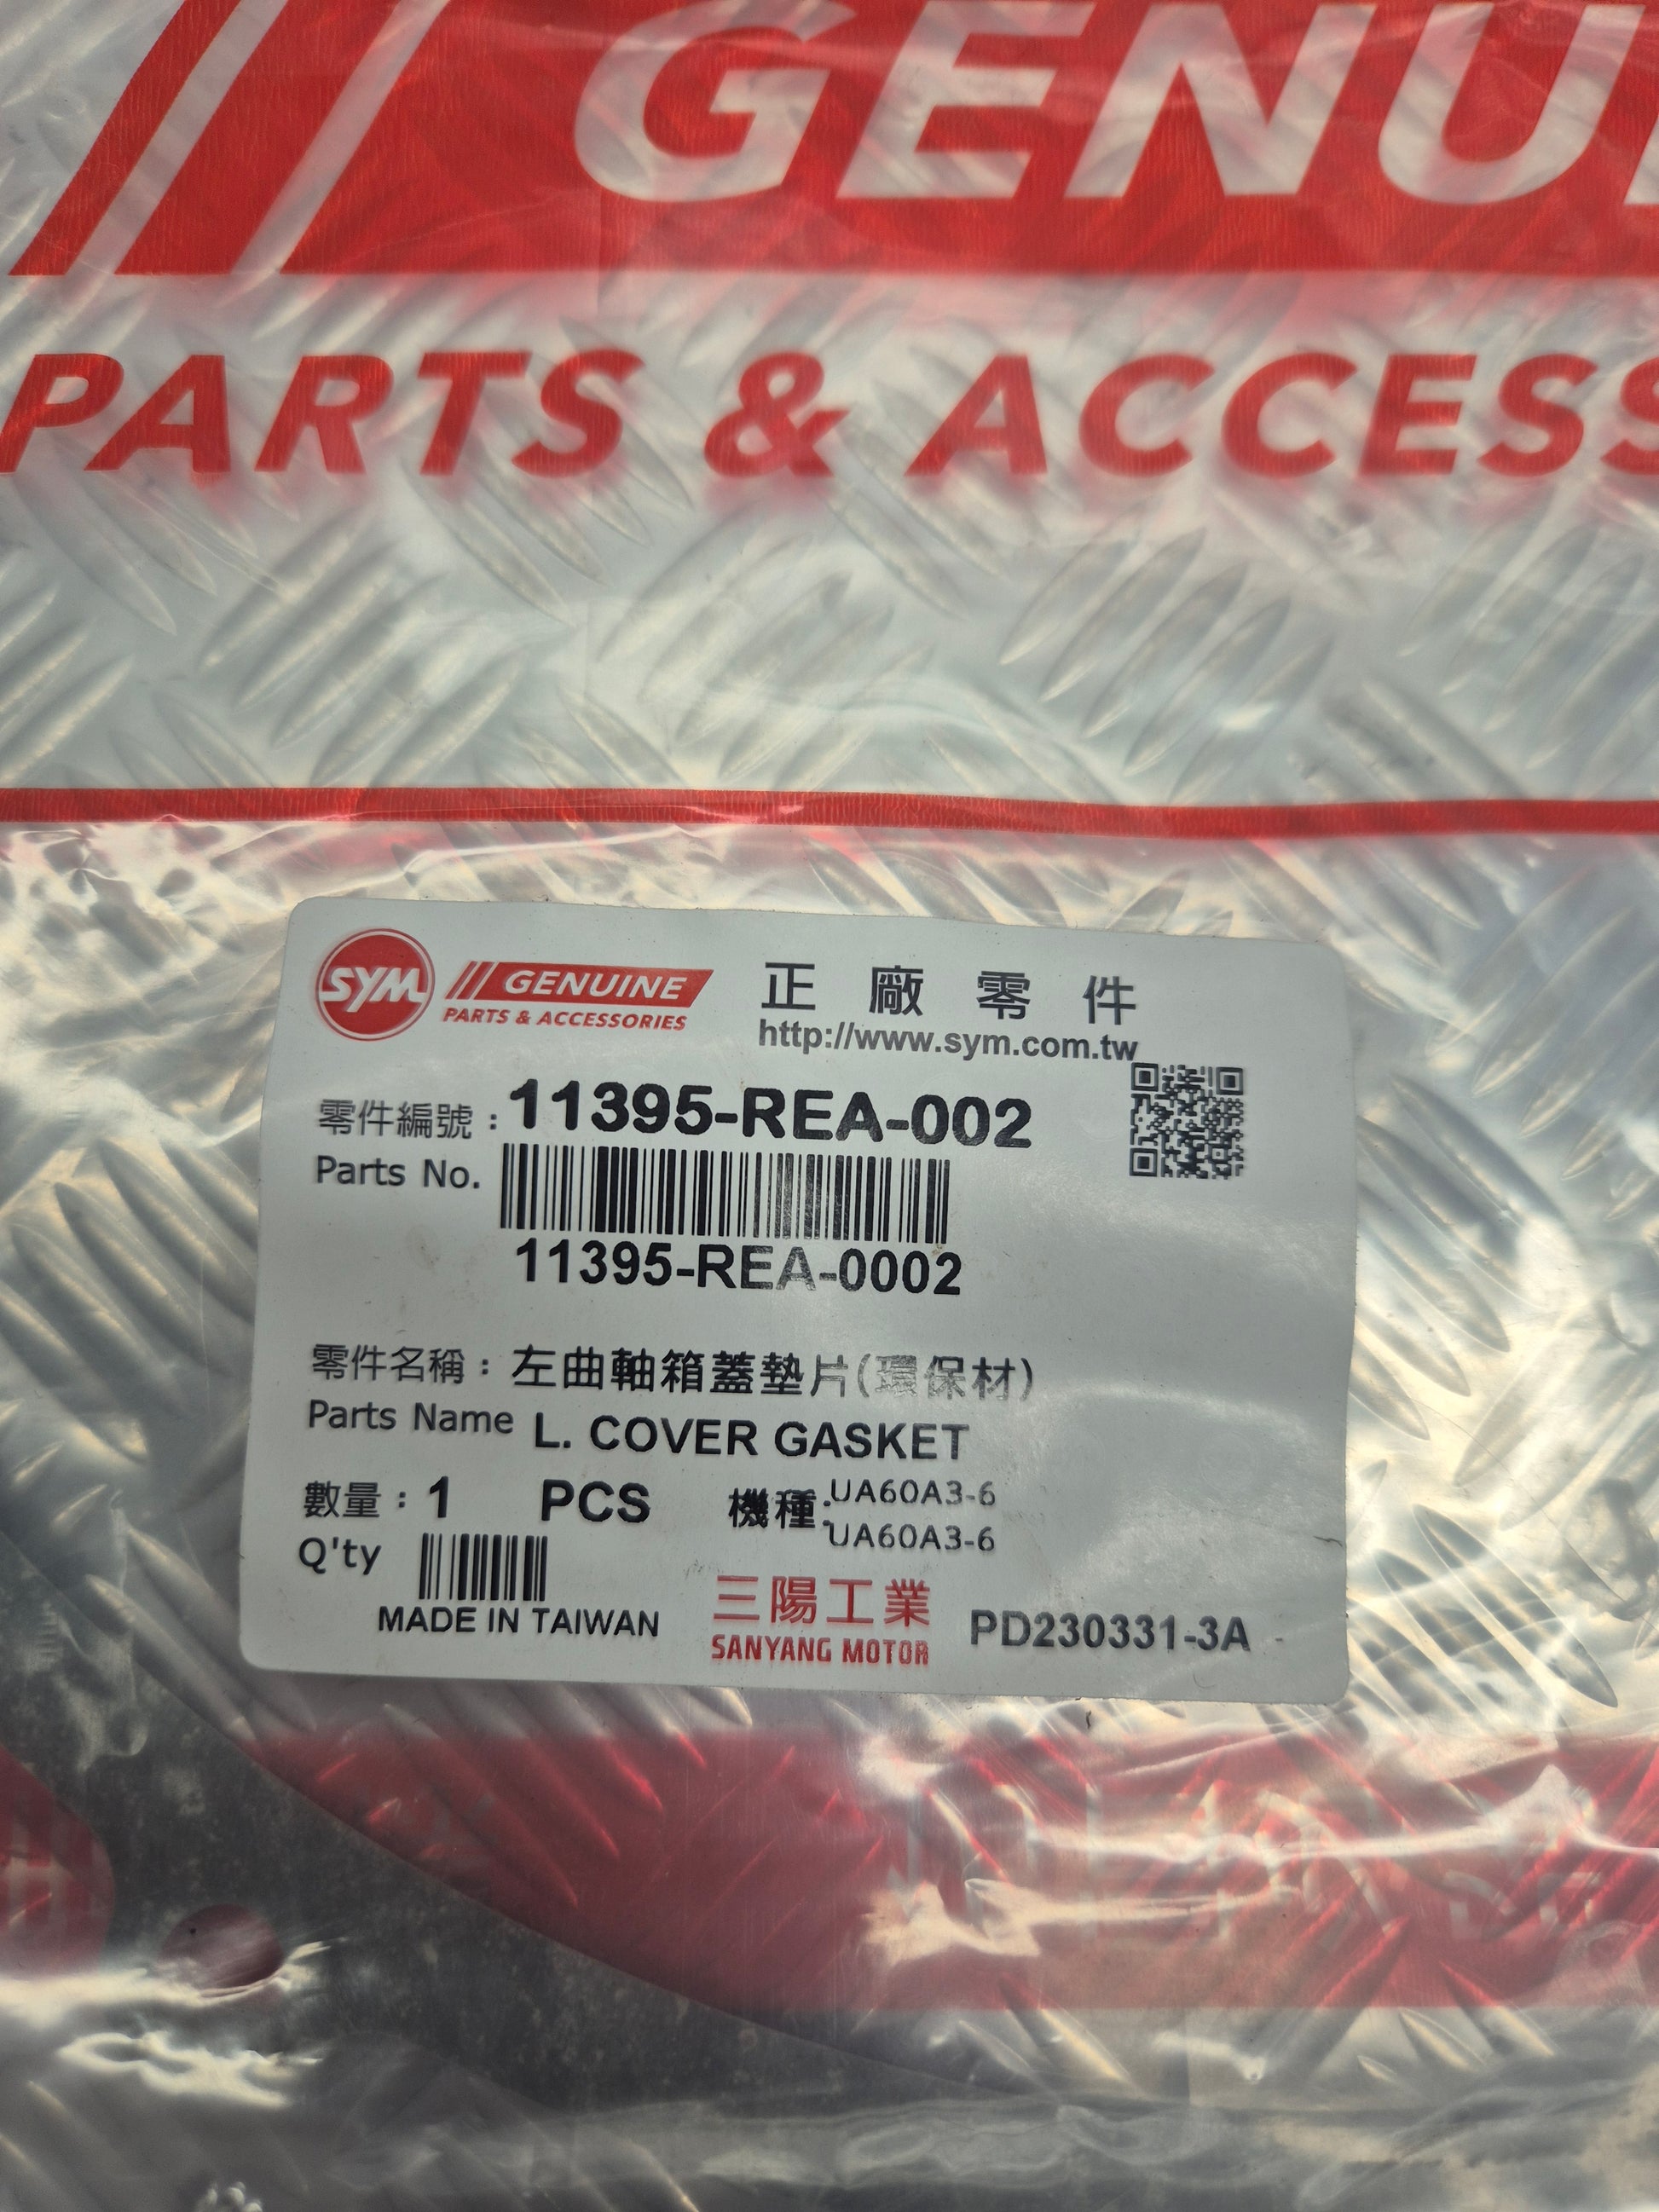 GENU
PARTS & ACCESS
SYM GENUINE
PARTS & ACCESSORIES
正廠零件
http://www.sym.com.tw
零件編號：11395-REA-002
Parts No.
11395-REA-0002
零件名稱：左曲軸箱蓋墊片(環保材)
Parts Name L. COVER GASKET
數量：1 PCS 機種：UA60A3-6
UA60A3-6
Q'ty
MADE IN TAIWAN
三陽工業
SANYANG MOTOR
PD230331-3A